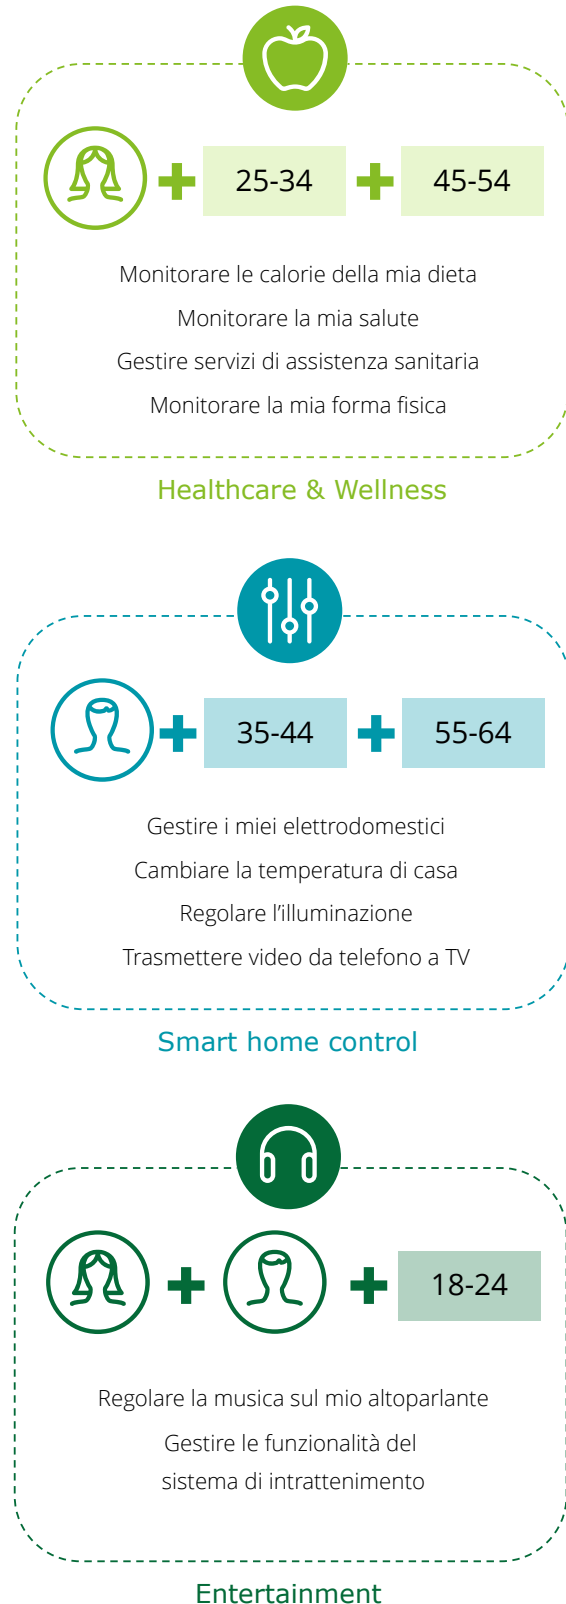 25-34
45-54
Monitorare le calorie della mia dieta
Monitorare la mia salute
Gestire servizi di assistenza sanitaria
Monitorare la mia forma fisica
Healthcare & Wellness
35-44
55-64
Gestire i miei elettrodomestici
Cambiare la temperatura di casa
Regolare l’illuminazione
Trasmettere video da telefono a TV
Smart home control
18-24
Regolare la musica sul mio altoparlante
Gestire le funzionalità del
sistema di intrattenimento
Entertainment